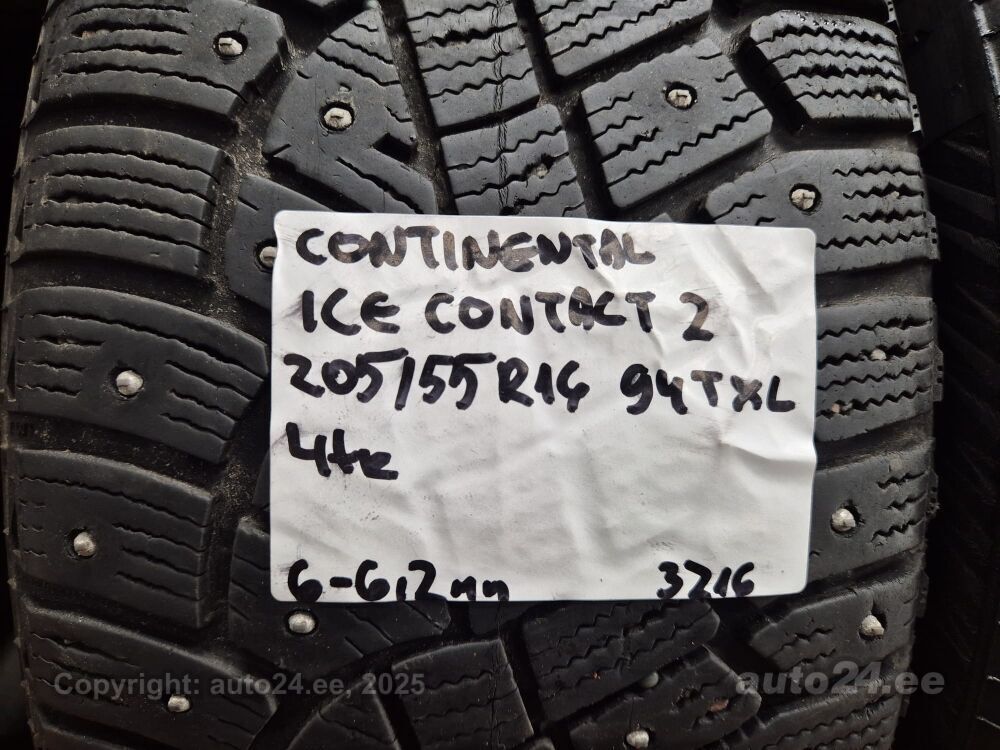 CONTINENTAL
ICE CONTACT 2
205/55 R16 94TXL
4tk
6-6,2mm 3216
Copyright: auto24.ee, 2025
auto24.ee